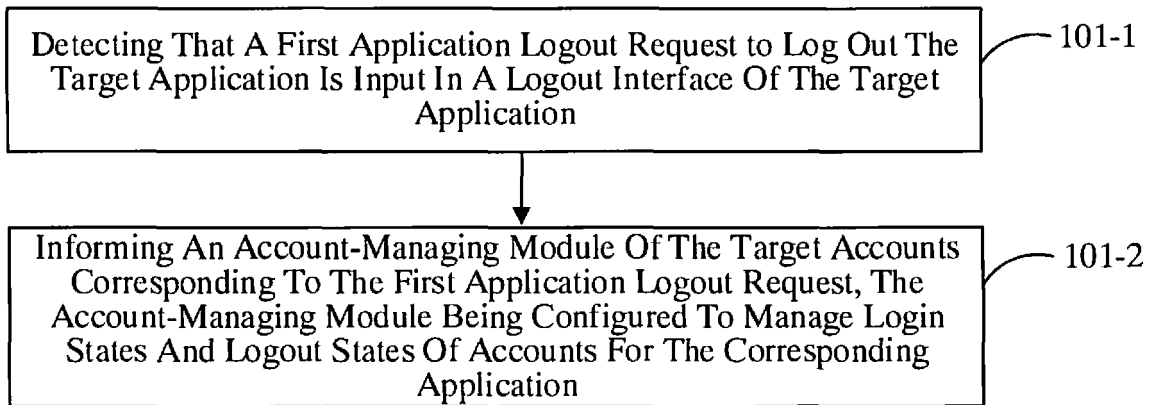 Detecting That A First Application Logout Request to Log Out The
Target Application Is Input In A Logout Interface Of The Target
Application
101-1
Informing An Account-Managing Module Of The Target Accounts
Corresponding To The First Application Logout Request, The
Account-Managing Module Being Configured To Manage Login
States And Logout States Of Accounts For The Corresponding
Application
101-2